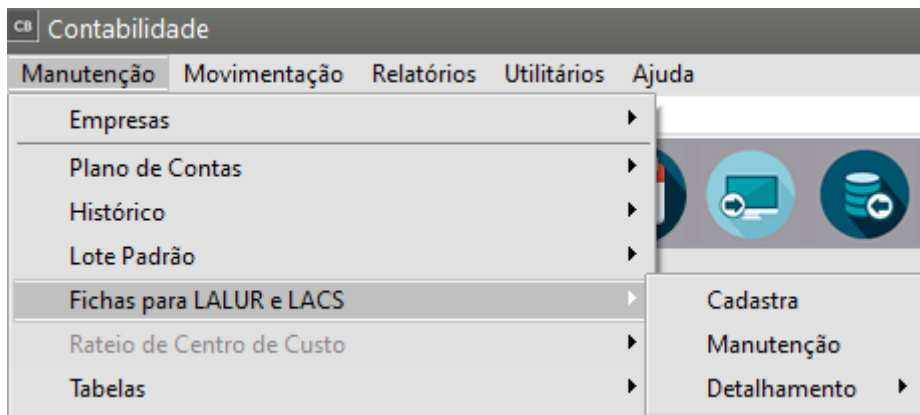 CB Contabilidade
Manutenção Movimentação Relatórios Utilitários Ajuda
Empresas
Plano de Contas
Histórico
Lote Padrão
Fichas para LALUR e LACS
Cadastra
Rateio de Centro de Custo
Manutenção
Tabelas
Detalhamento